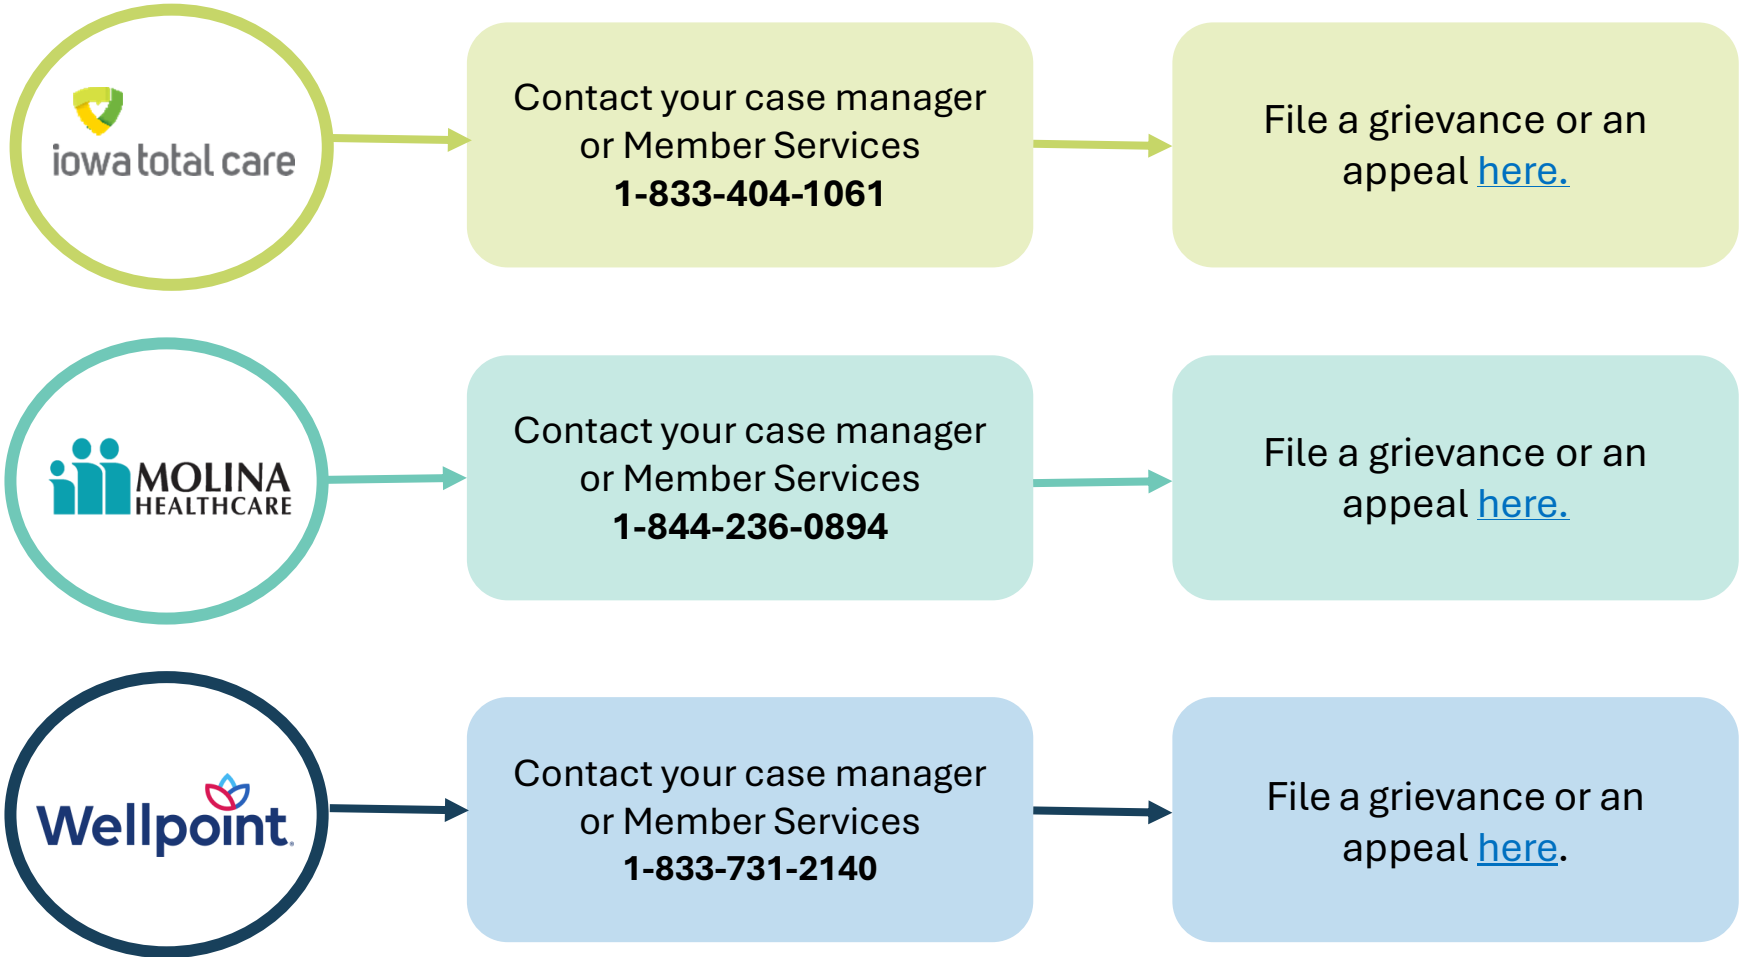 iowa total care
Contact your case manager
or Member Services
1-833-404-1061
File a grievance or an
appeal here.
MOLINA
HEALTHCARE
Contact your case manager
or Member Services
1-844-236-0894
File a grievance or an
appeal here.
Wellpoint.
Contact your case manager
or Member Services
1-833-731-2140
File a grievance or an
appeal here.